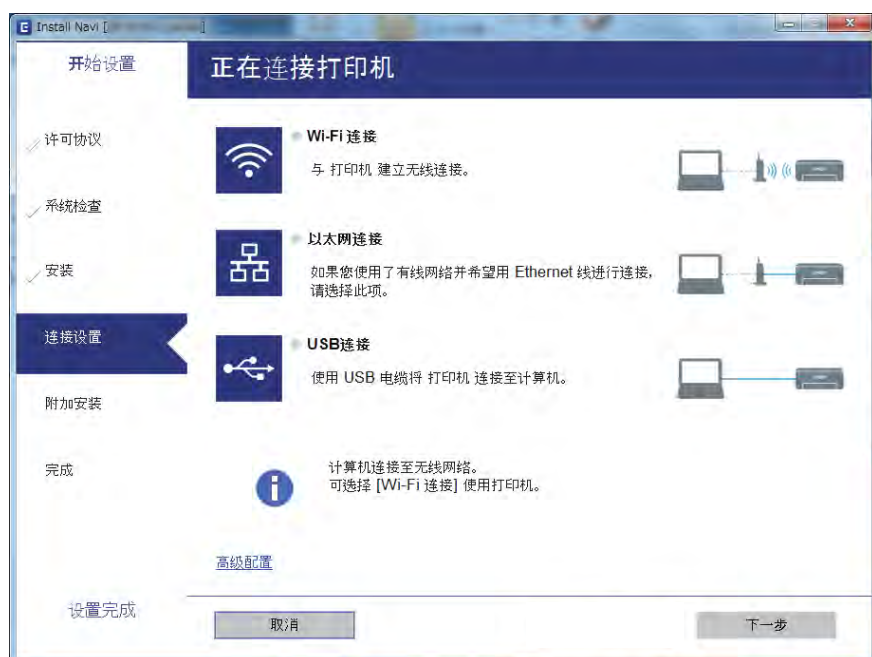 Install Navi [
]
开始设置
正在连接打印机
许可协议
系统检查
安装
连接设置
附加安装
完成
设置完成
Wi-Fi 连接
与 打印机 建立无线连接。
以太网连接
如果您使用了有线网络并希望用 Ethernet 线进行连接，
请选择此项。
USB连接
使用 USB 电缆将 打印机 连接至计算机。
计算机连接至无线网络。
可选择 [Wi-Fi 连接] 使用打印机。
高级配置
取消
下一步